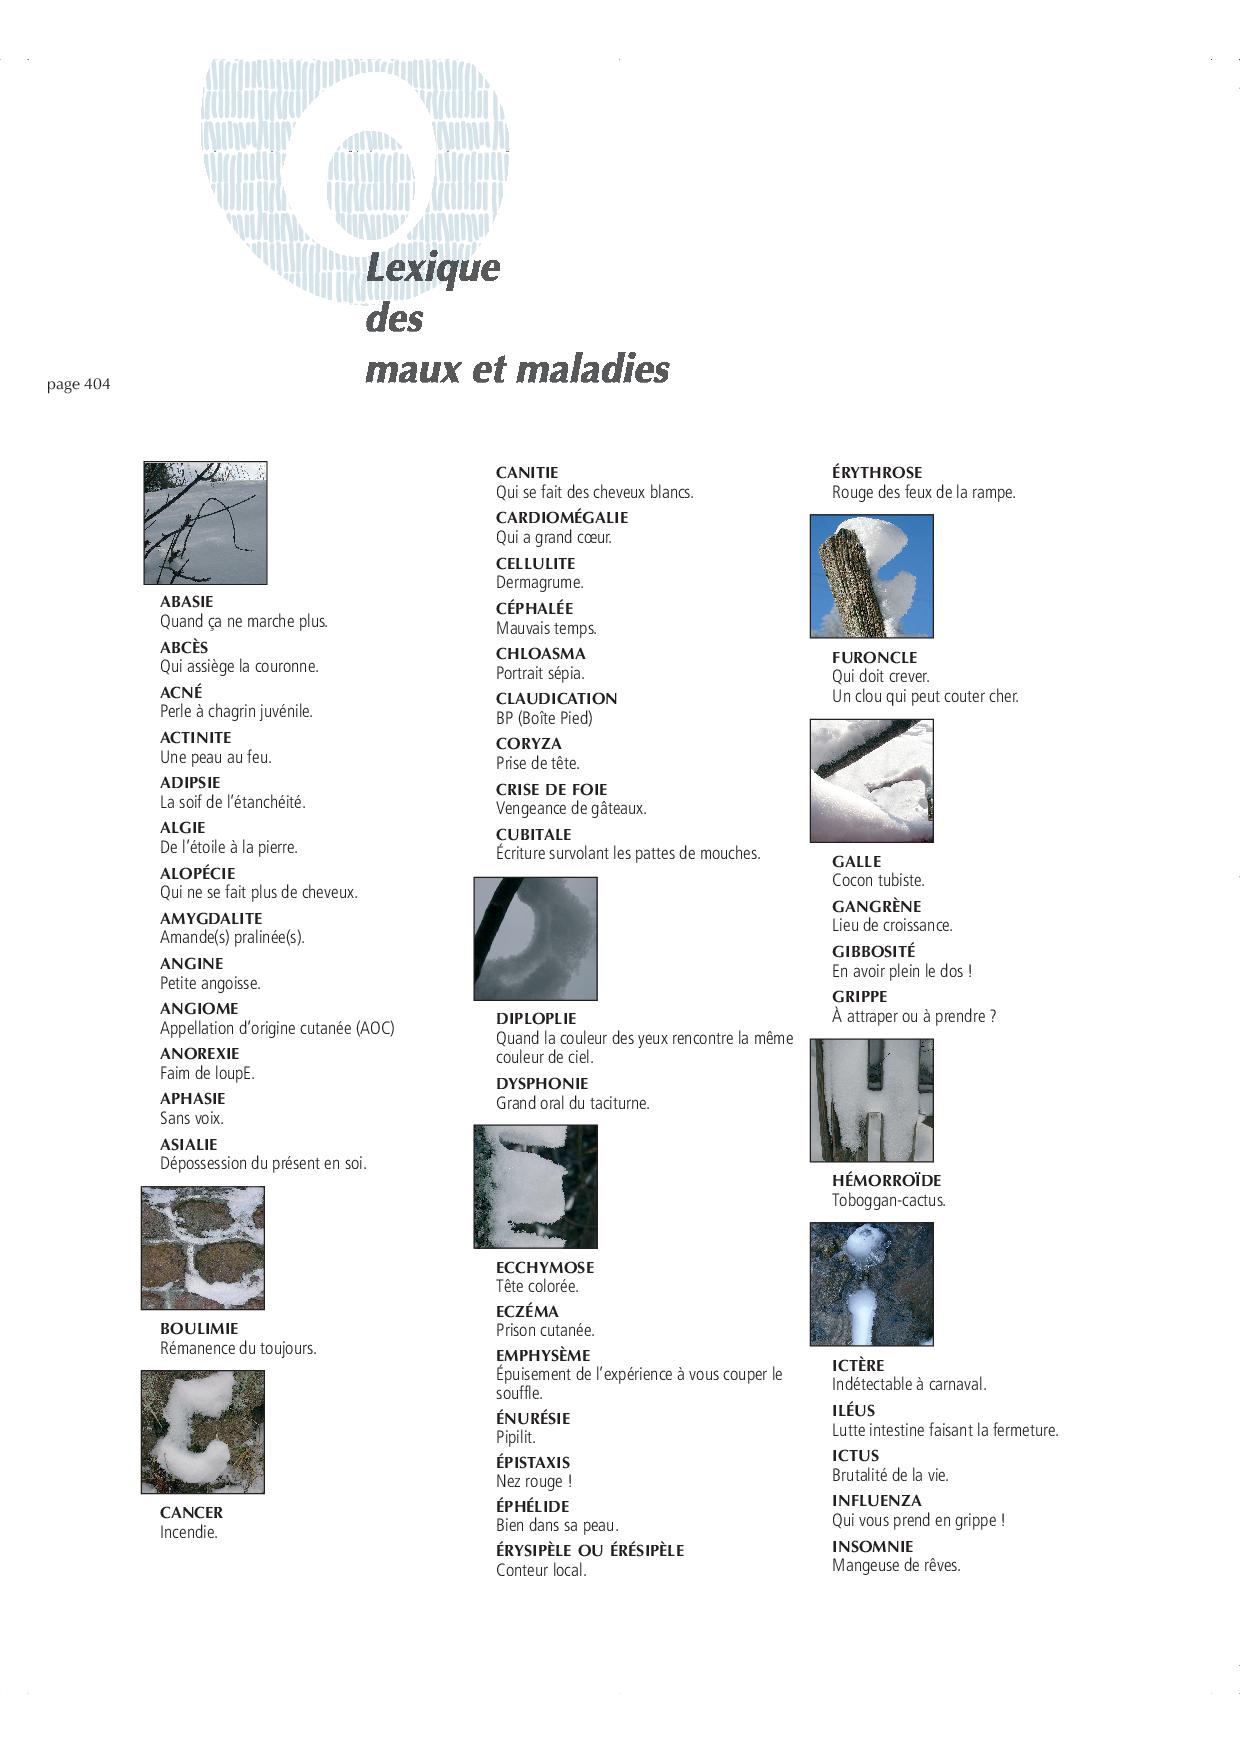 Lexique
des
maux et maladies
page 404
ABASIE
Quand ça ne marche plus.
ABCÈS
Qui assiège la couronne.
ACNÉ
Perle à chagrin juvénile.
ACTINITE
Une peau au feu.
ADIPSIE
La soif de l'étanchéité.
ALGIE
De l'étoile à la pierre.
ALOPÉCIE
Qui ne se fait plus de cheveux.
AMYGDALITE
Amande(s) pralinée(s).
ANGINE
Petite angoisse.
ANGIOME
Appellation d'origine cutanée (AOC)
ANOREXIE
Faim de loupE.
APHASIE
Sans voix.
ASIALIE
Dépossession du présent en soi.
BOULIMIE
Rémanence du toujours.
CANCER
Incendie.
CANITIE
Qui se fait des cheveux blancs.
CARDIOMÉGALIE
Qui a grand cœur.
CELLULITE
Dermagrume.
CÉPHALÉE
Mauvais temps.
CHLOASMA
Portrait sépia.
CLAUDICATION
BP (Boîte Pied)
CORYZA
Prise de tête.
CRISE DE FOIE
Vengeance de gâteaux.
CUBITALE
Écriture survolant les pattes de mouches.
DIPLOPLIE
Quand la couleur des yeux rencontre la même
couleur de ciel.
DYSPHONIE
Grand oral du taciturne.
ECCHYMOSE
Tête colorée.
ECZÉMA
Prison cutanée.
EMPHYSÈME
Épuisement de l'expérience à vous couper le
souffle.
ÉNURÉSIE
Pipilit.
ÉPISTAXIS
Nez rouge !
ÉPHÉLIDE
Bien dans sa peau.
ÉRYSIPÈLE OU ÉRÉSIPÈLE
Conteur local.
ÉRYTHROSE
Rouge des feux de la rampe.
FURONCLE
Qui doit crever.
Un clou qui peut couter cher.
GALLE
Cocon tubiste.
GANGRÈNE
Lieu de croissance.
GIBBOSITÉ
En avoir plein le dos !
GRIPPE
À attraper ou à prendre ?
HÉMORROÏDE
Toboggan-cactus.
ICTÈRE
Indétectable à carnaval.
ILÉUS
Lutte intestine faisant la fermeture.
ICTUS
Brutalité de la vie.
INFLUENZA
Qui vous prend en grippe !
INSOMNIE
Mangeuse de rêves.